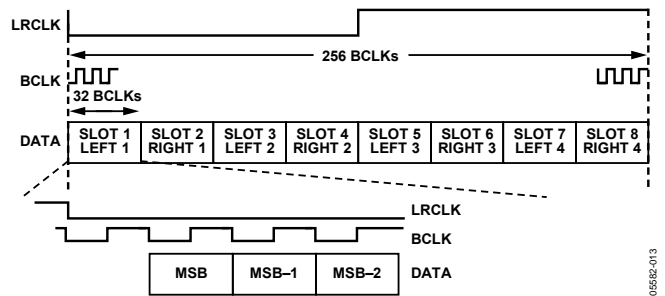 LRCLK
256 BCLKs
BCLK
32 BCLKs
DATA
SLOT 1 LEFT 1
SLOT 2 RIGHT 1
SLOT 3 LEFT 2
SLOT 4 RIGHT 2
SLOT 5 LEFT 3
SLOT 6 RIGHT 3
SLOT 7 LEFT 4
SLOT 8 RIGHT 4
LRCLK
BCLK
MSB
MSB–1
MSB–2
DATA
05582-013